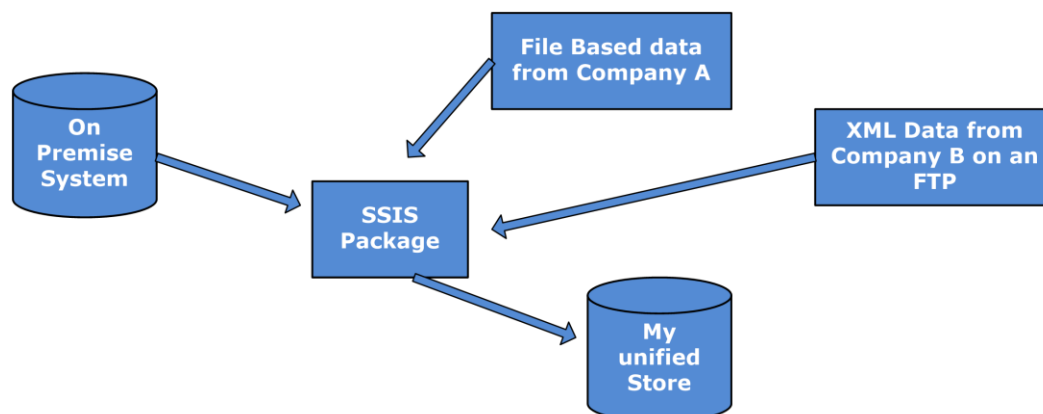 File Based data
from Company A
On
Premise
System
XML Data from
Company B on an
FTP
SSIS
Package
My
unified
Store